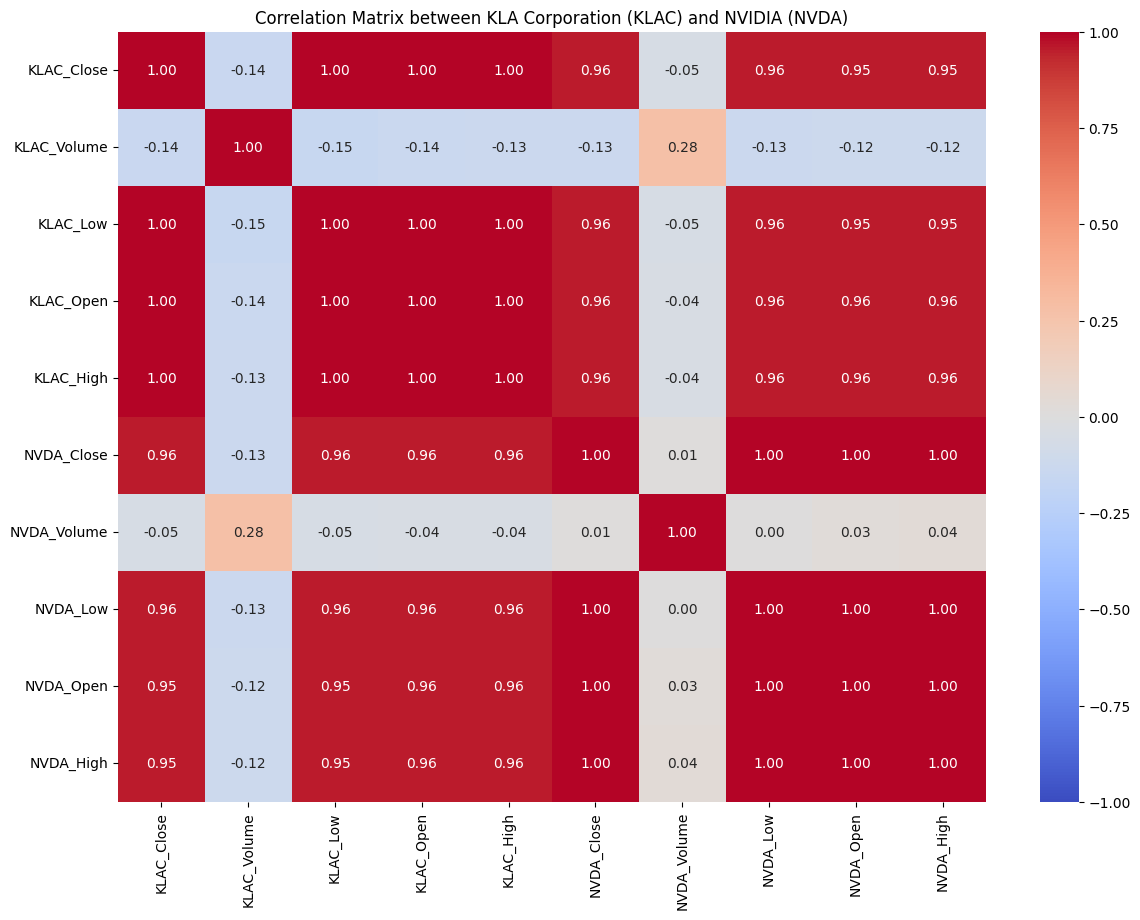 Correlation Matrix between KLA Corporation (KLAC) and NVIDIA (NVDA)
KLAC_Close 1.00 -0.14 1.00 1.00 1.00 0.96 -0.05 0.96 0.95 0.95
KLAC_Volume -0.14 1.00 -0.15 -0.14 -0.13 -0.13 0.28 -0.13 -0.12 -0.12
KLAC_Low 1.00 -0.15 1.00 1.00 1.00 0.96 -0.05 0.96 0.95 0.95
KLAC_Open 1.00 -0.14 1.00 1.00 1.00 0.96 -0.04 0.96 0.96 0.96
KLAC_High 1.00 -0.13 1.00 1.00 1.00 0.96 -0.04 0.96 0.96 0.96
NVDA_Close 0.96 -0.13 0.96 0.96 0.96 1.00 0.01 1.00 1.00 1.00
NVDA_Volume -0.05 0.28 -0.05 -0.04 -0.04 0.01 1.00 0.00 0.03 0.04
NVDA_Low 0.96 -0.13 0.96 0.96 0.96 1.00 0.00 1.00 1.00 1.00
NVDA_Open 0.95 -0.12 0.95 0.96 0.96 1.00 0.03 1.00 1.00 1.00
NVDA_High 0.95 -0.12 0.95 0.96 0.96 1.00 0.04 1.00 1.00 1.00
KLAC_Close
KLAC_Volume
KLAC_Low
KLAC_Open
KLAC_High
NVDA_Close
NVDA_Volume
NVDA_Low
NVDA_Open
NVDA_High
1.00
0.75
0.50
0.25
0.00
−0.25
−0.50
−0.75
−1.00